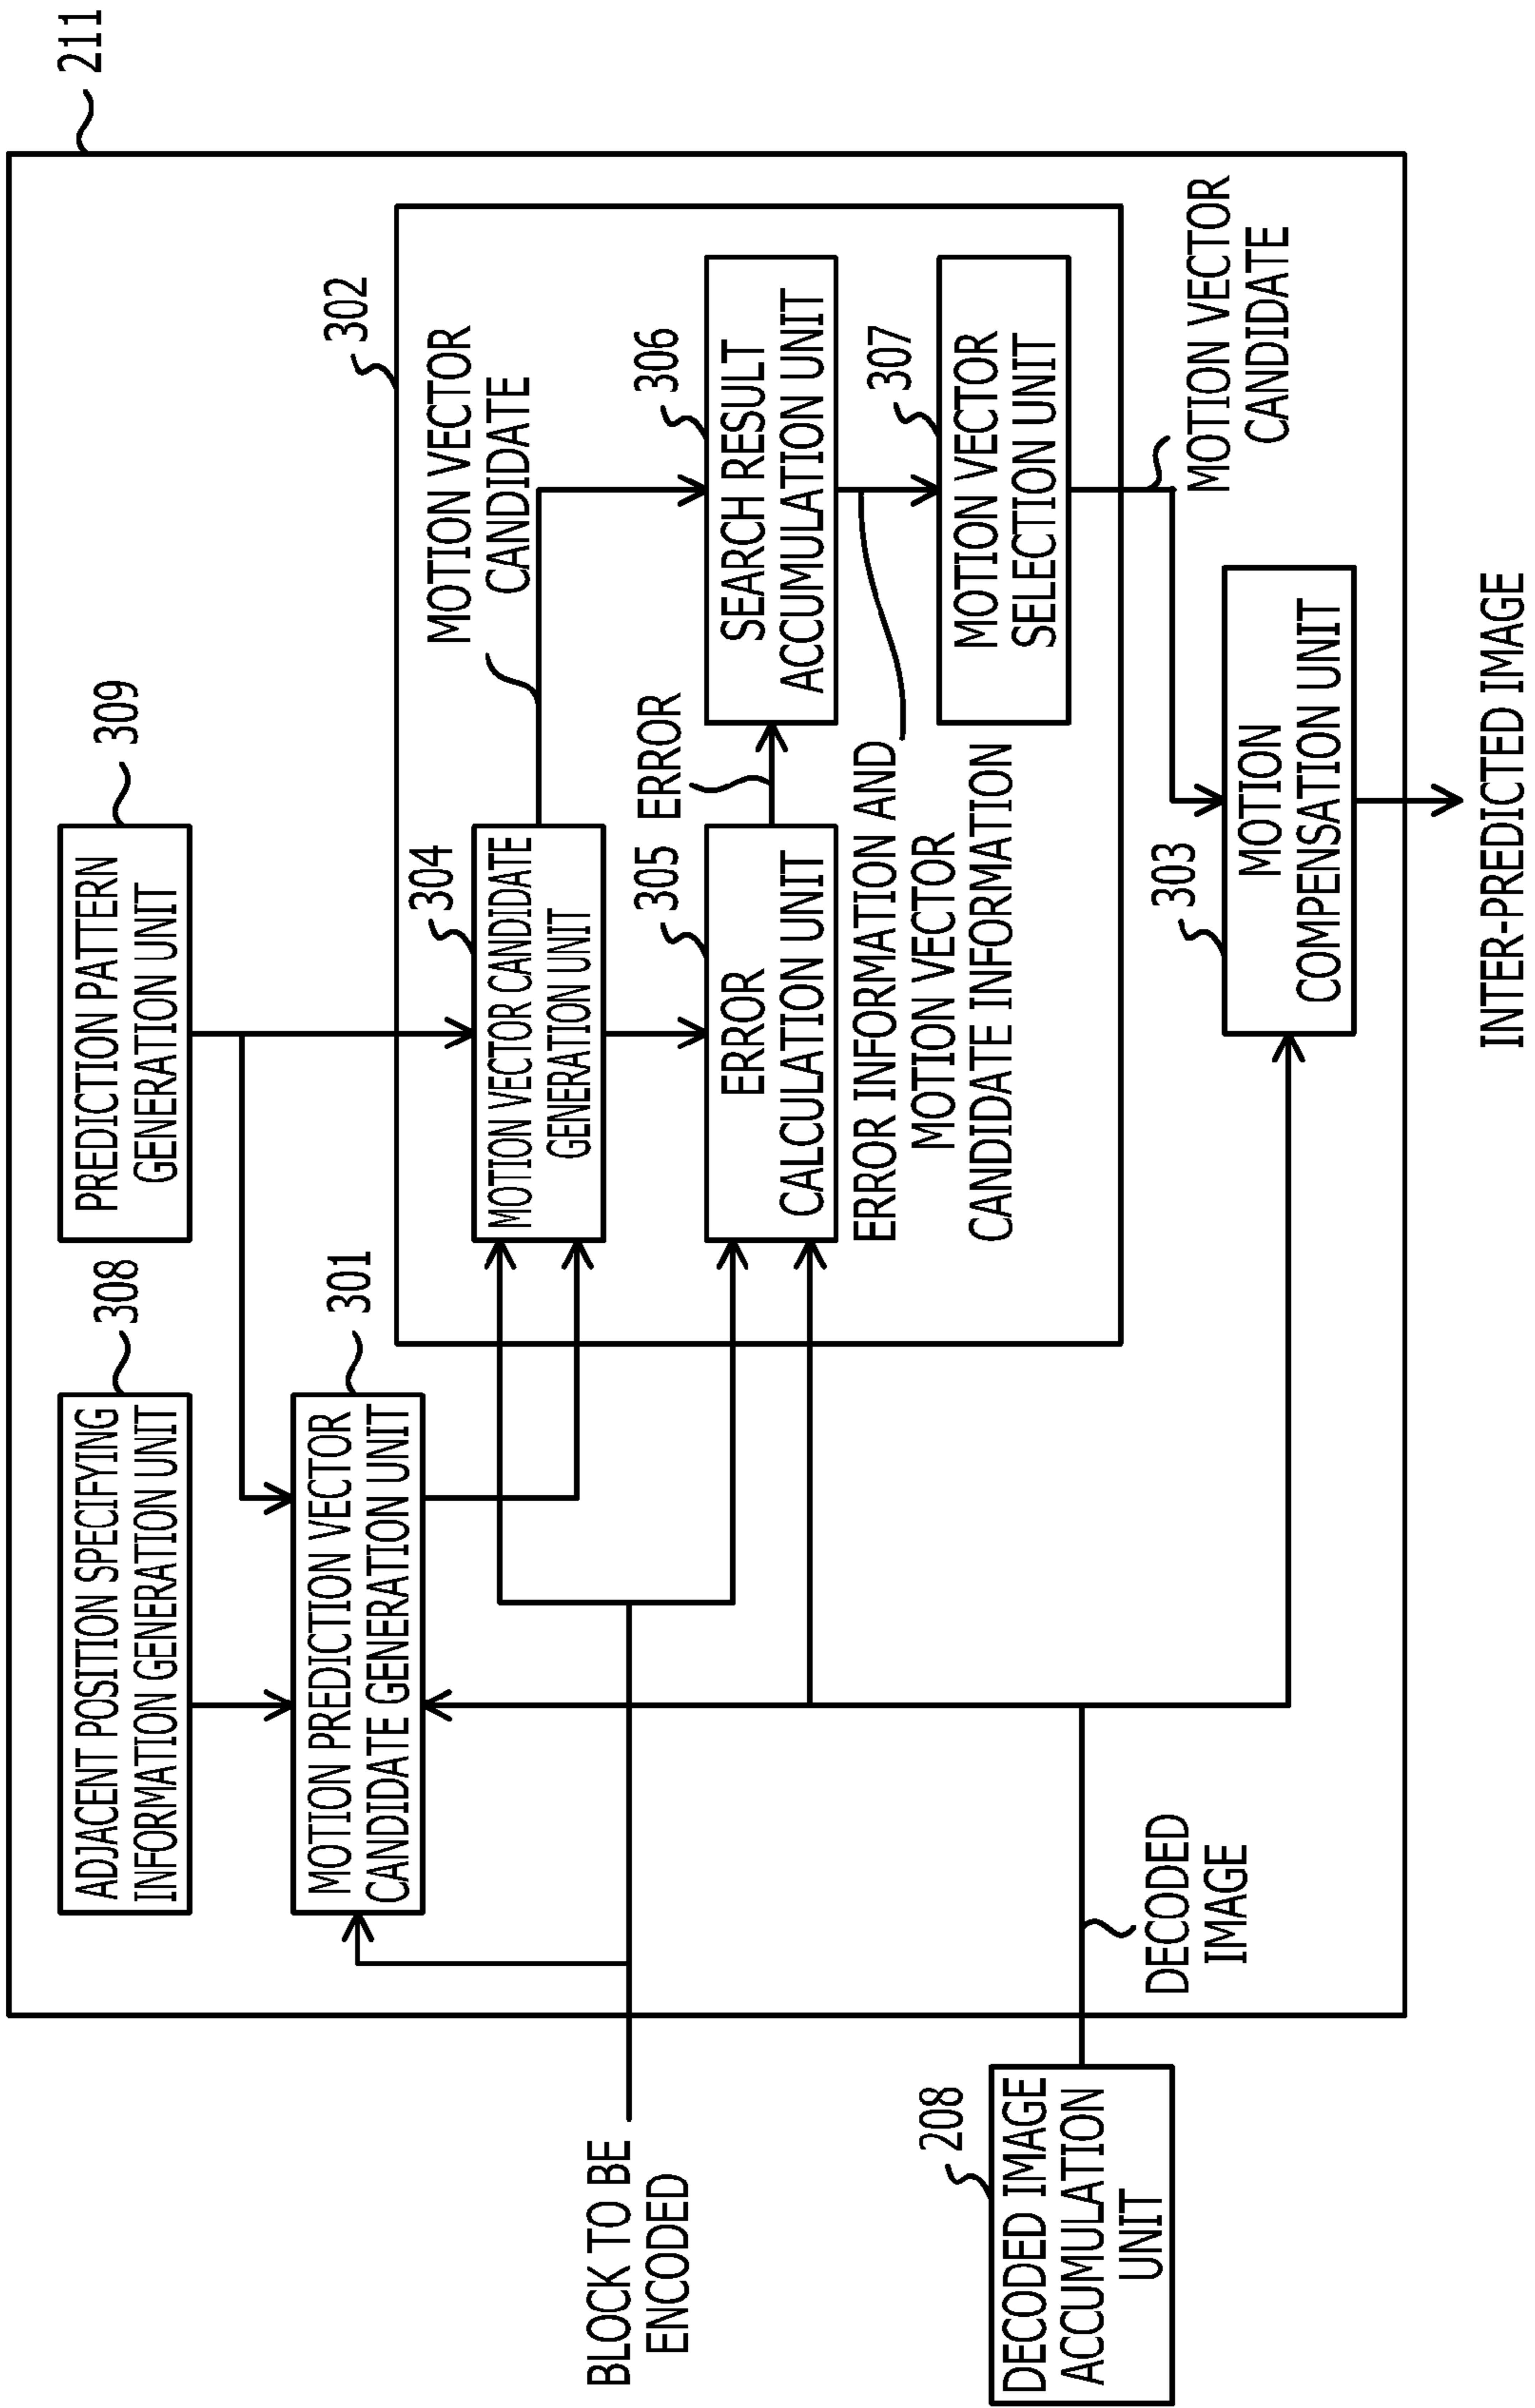 211
ADJACENT POSITION SPECIFYING
INFORMATION GENERATION UNIT
308
PREDICTION PATTERN
GENERATION UNIT
309
MOTION PREDICTION VECTOR
CANDIDATE GENERATION UNIT
301
302
MOTION VECTOR CANDIDATE
GENERATION UNIT
304
MOTION VECTOR
CANDIDATE
BLOCK TO BE
ENCODED
ERROR
CALCULATION UNIT
305
ERROR
SEARCH RESULT
ACCUMULATION UNIT
306
ERROR INFORMATION AND
MOTION VECTOR
CANDIDATE INFORMATION
MOTION VECTOR
SELECTION UNIT
307
DECODED IMAGE
ACCUMULATION
UNIT
208
DECODED
IMAGE
MOTION
COMPENSATION UNIT
303
MOTION VECTOR
CANDIDATE
INTER-PREDICTED IMAGE